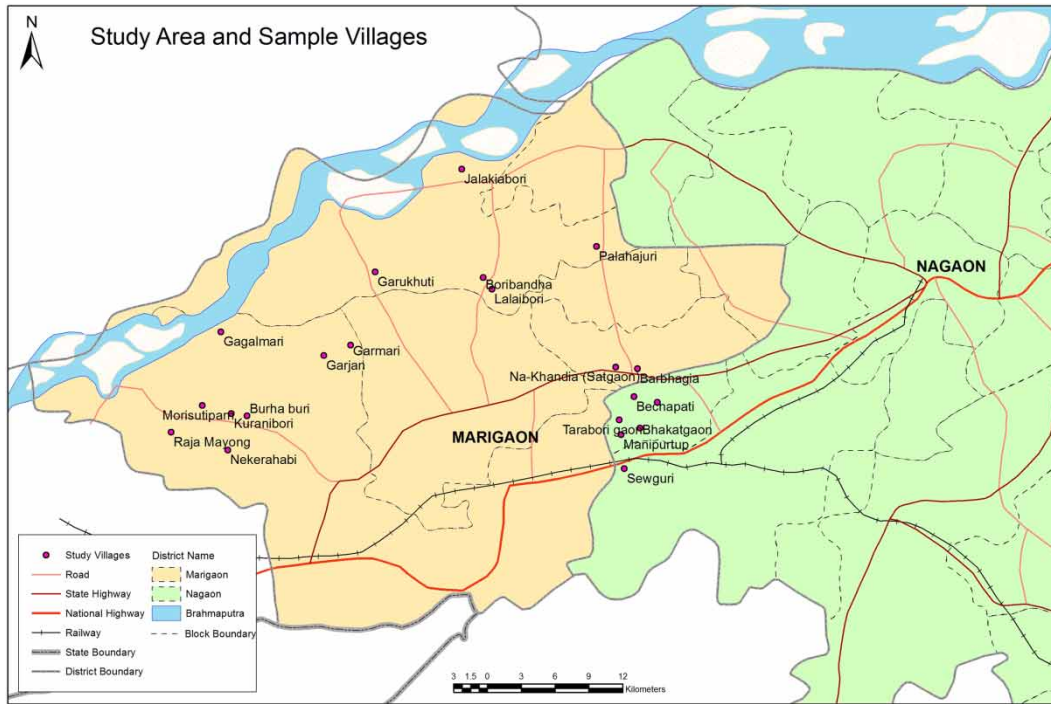 N
Study Area and Sample Villages
Jalakiabori
Palahajuri
Garukhuti
Boribandha
Lalaibori
NAGAON
Gagalmari
Garmari
Garjan
Na-Khandia (Satgaon)
Barbhagia
Bechapati
Morisutipam
Burha buri
Kuranibori
Tarabori gaon
Bhakatgaon
Raja Mayong
MARIGAON
Manipurtup
Nekerahabi
Sewguri
Study Villages
Road
State Highway
National Highway
Railway
State Boundary
District Boundary
District Name
Marigaon
Nagaon
Brahmaputra
Block Boundary
3 1.5 0 3 6 9 12
Kilometers